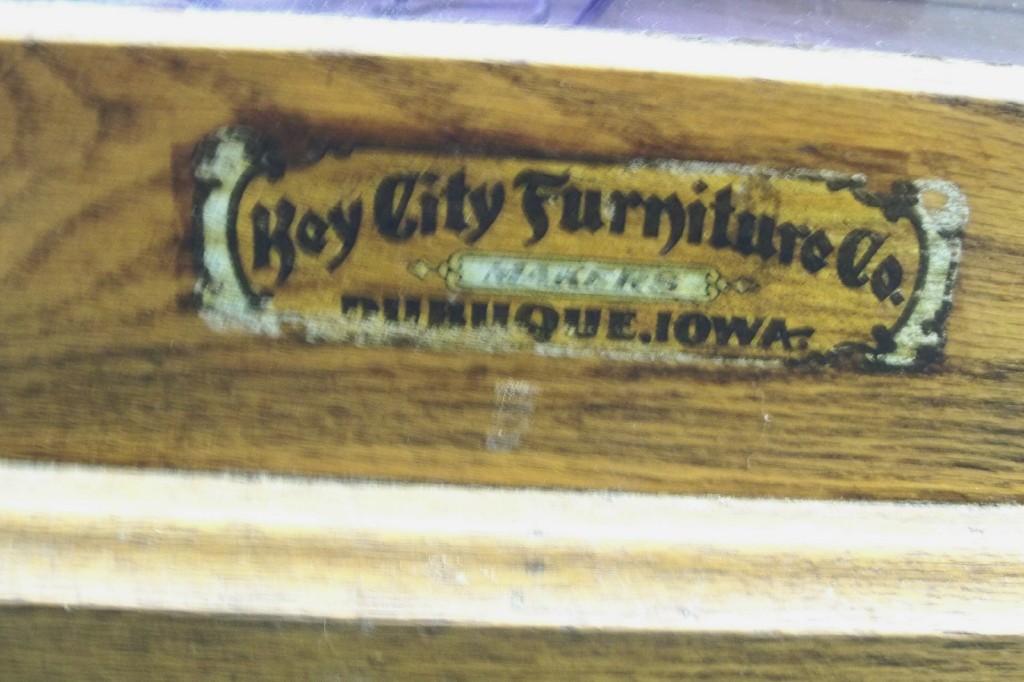 Key City Furniture Co.
MAKERS
DUBUQUE, IOWA.